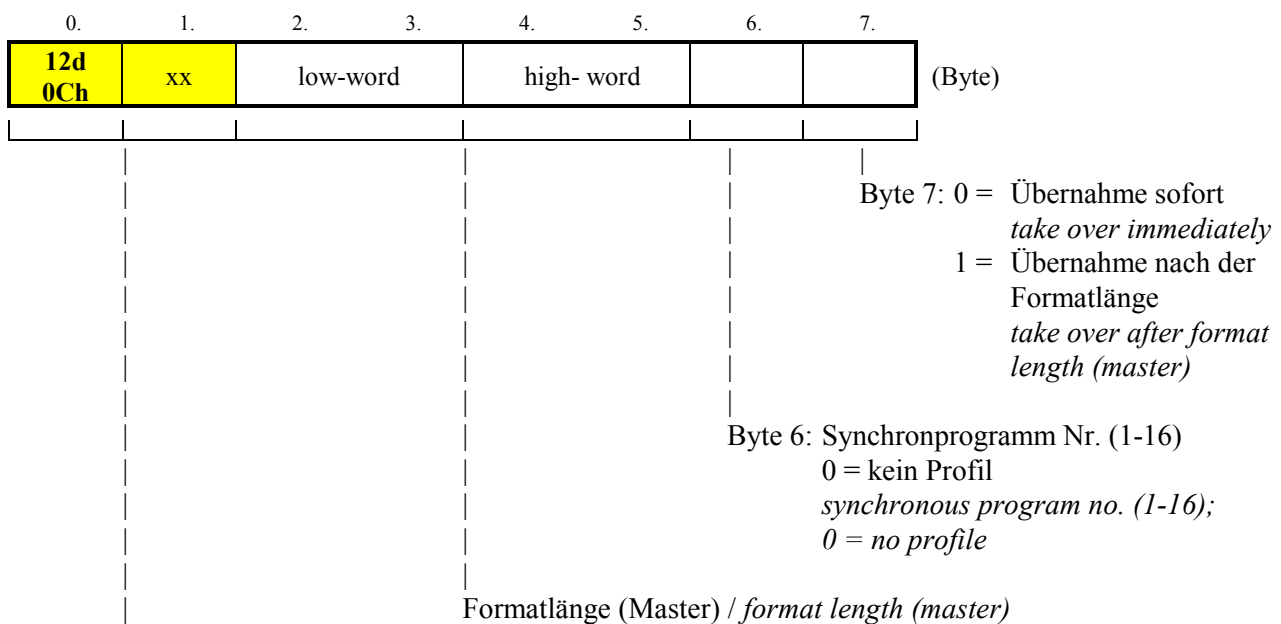 0. 1. 2. 3. 4. 5. 6. 7.
12d
0Ch
xx low-word high- word (Byte)
Byte 7: 0 = Übernahme sofort
take over immediately
1 = Übernahme nach der
Formatlänge
take over after format
length (master)
Byte 6: Synchronprogramm Nr. (1-16)
0 = kein Profil
synchronous program no. (1-16);
0 = no profile
Formatlänge (Master) / format length (master)